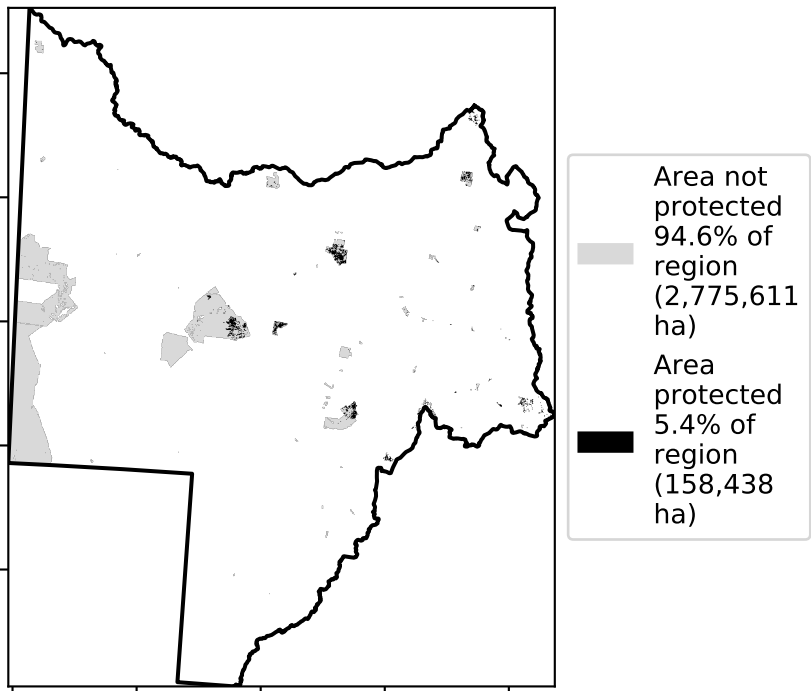 Area not
protected
94.6% of
region
(2,775,611
ha)
Area
protected
5.4% of
region
(158,438
ha)